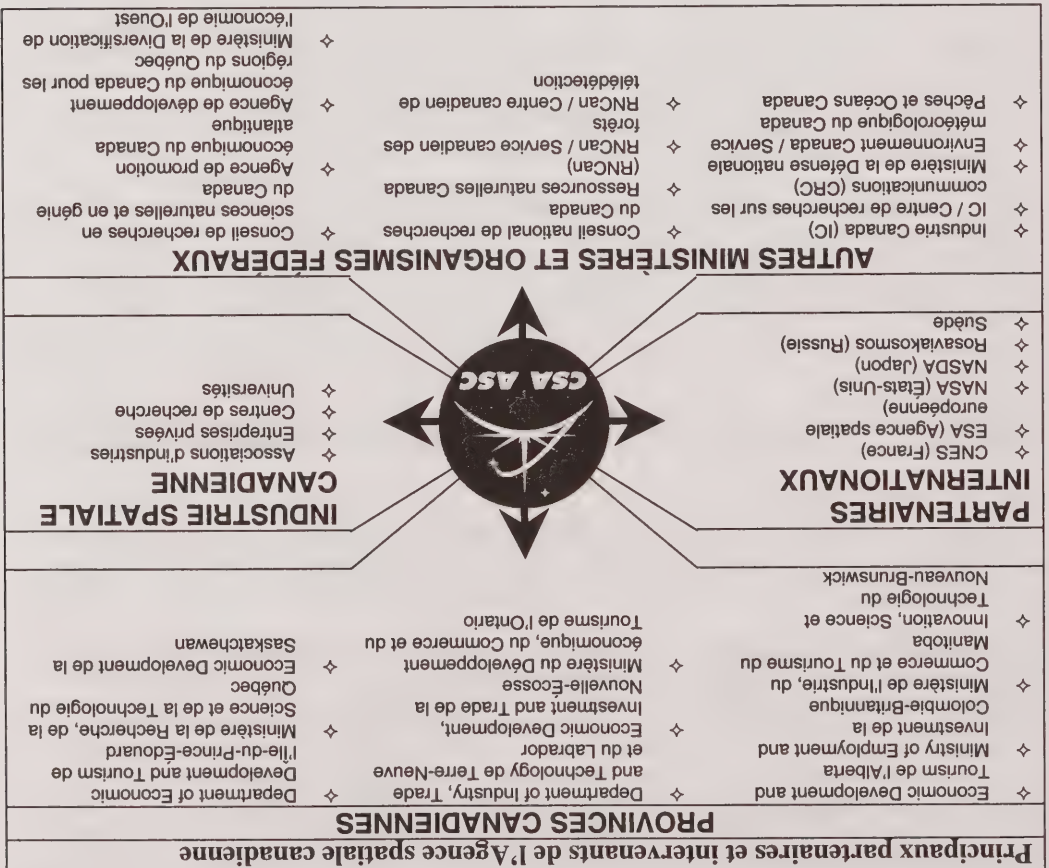 Principaux partenaires et intervenants de l'Agence spatiale canadienne
PROVINCES CANADIENNES
Economic Development and
Tourism de l'Alberta
Ministry of Employment and
Investment de la
Colombie-Britannique
Ministère de l'Industrie, du
Commerce et du Tourisme du
Manitoba
Innovation, Science et
Technologie du
Nouveau-Brunswick
Department of Industry, Trade
and Technology de Terre-Neuve
et du Labrador
Economic Development,
Investment and Trade de la
Nouvelle-Écosse
Ministère du Développement
économique, du Commerce et du
Tourisme de l'Ontario
Department of Economic
Development and Tourism de
l'Île-du-Prince-Édouard
Ministère de la Recherche, de la
Science et de la Technologie du
Québec
Economic Development de la
Saskatchewan
PARTENAIRES
INTERNATIONAUX
CNES (France)
ESA (Agence spatiale
européenne)
NASA (États-Unis)
NASDA (Japon)
Rosaviakosmos (Russie)
Suède
CSA ASC
INDUSTRIE SPATIALE
CANADIENNE
Associations d'industries
Entreprises privées
Centres de recherche
Universités
AUTRES MINISTÈRES ET ORGANISMES FÉDÉRAUX
Industrie Canada (IC)
IC / Centre de recherches sur les
communications (CRC)
Ministère de la Défense nationale
Environnement Canada / Service
météorologique du Canada
Pêches et Océans Canada
Conseil national de recherches
du Canada
Ressources naturelles Canada
(RNCan)
RNCan / Service canadien des
forêts
RNCan / Centre canadien de
télédétection
Conseil de recherches en
sciences naturelles et en génie
du Canada
Agence de promotion
économique du Canada
atlantique
Agence de développement
économique du Canada pour les
régions du Québec
Ministère de la Diversification de
l'économie de l'Ouest